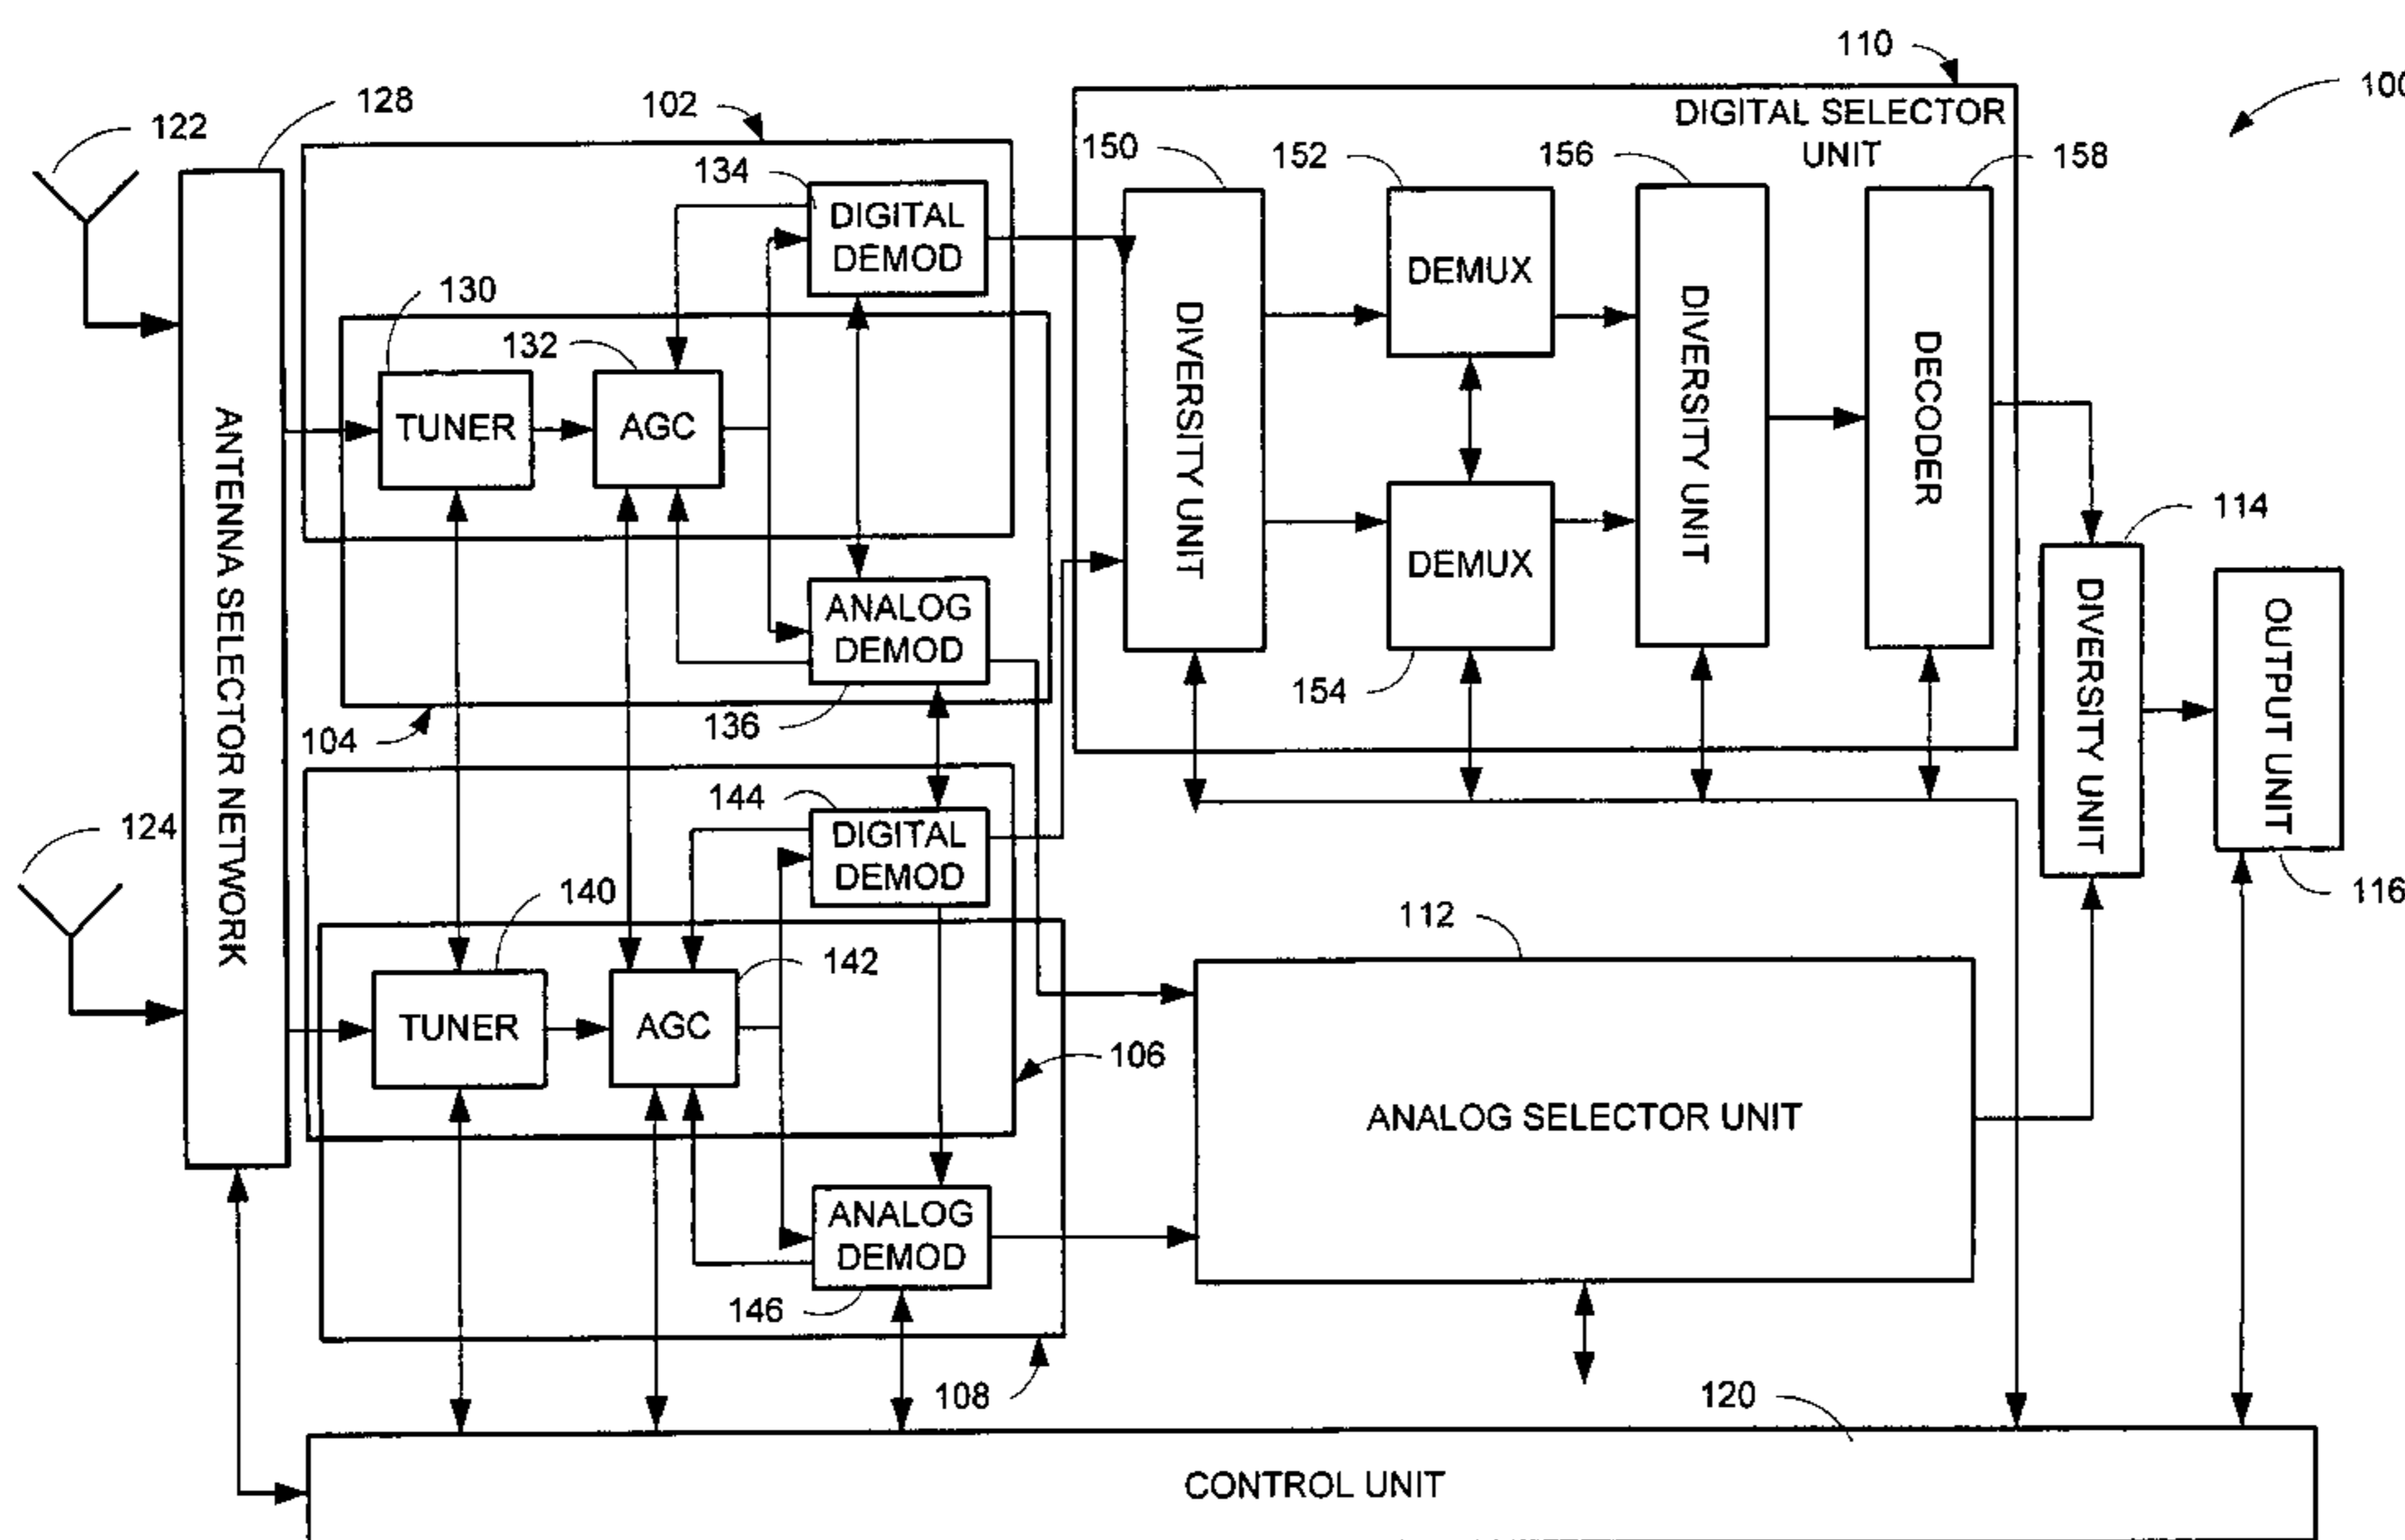 110
100
DIGITAL SELECTOR
UNIT
102
128
122
134
150
152
156
158
DIGITAL
DEMOD
130
132
TUNER
AGC
DEMUX
DEMUX
DIVERSITY UNIT
DIVERSITY UNIT
DECODER
ANTENNA SELECTOR NETWORK
ANALOG
DEMOD
136
104
154
114
DIVERSITY UNIT
OUTPUT UNIT
116
124
144
DIGITAL
DEMOD
140
142
TUNER
AGC
106
112
ANALOG SELECTOR UNIT
ANALOG
DEMOD
146
108
120
CONTROL UNIT